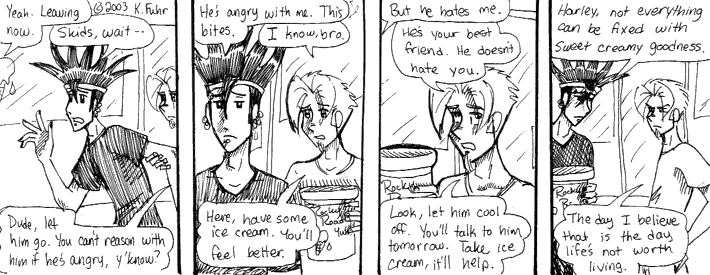 Yeah. Leaving
now.
©2003 K. Fuhr
Skids, wait --
Dude, let
him go. You can't reason with
him if he's angry, y'know?
He's angry with me. This
bites.
I know, bro.
Here, have some
ice cream. You'll
feel better.
Rocky
Road
But he hates me.
He's your best
friend. He doesn't
hate you.
Rocky
Look, let him cool
off. You'll talk to him
tomorrow. Take ice
cream, it'll help.
Harley, not everything
can be fixed with
sweet creamy goodness.
Rocky
The day I believe
that is the day
life's not worth
living.